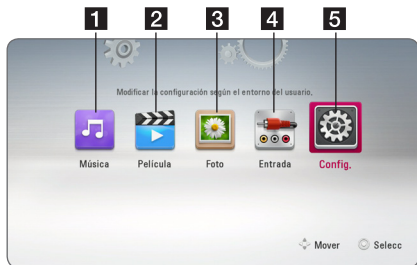 1 2 3 4 5
Modificar la configuración según el entorno del usuario.
Música Película Foto Entrada Config.
Mover Selecc